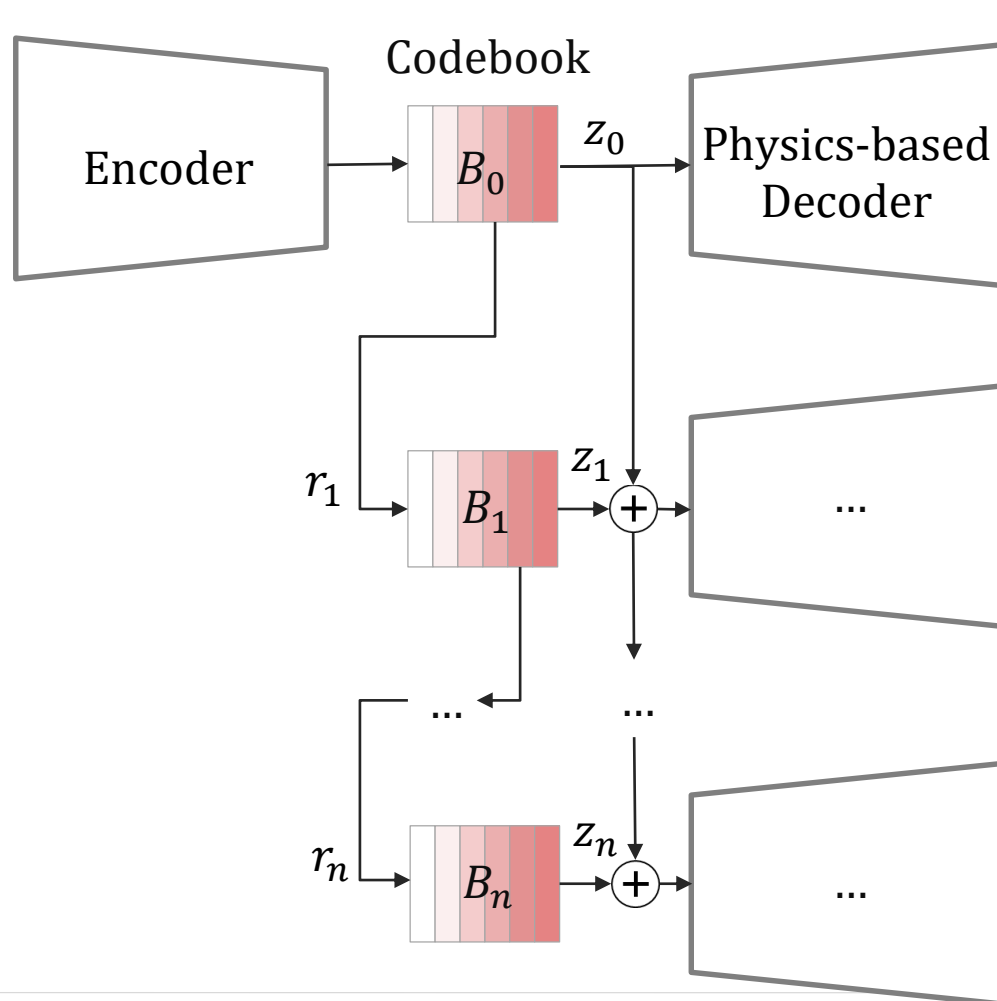 Codebook
Encoder
B₀
z₀
Physics-based
Decoder
r₁
B₁
z₁
+
...
...
...
rₙ
Bₙ
zₙ
+
...